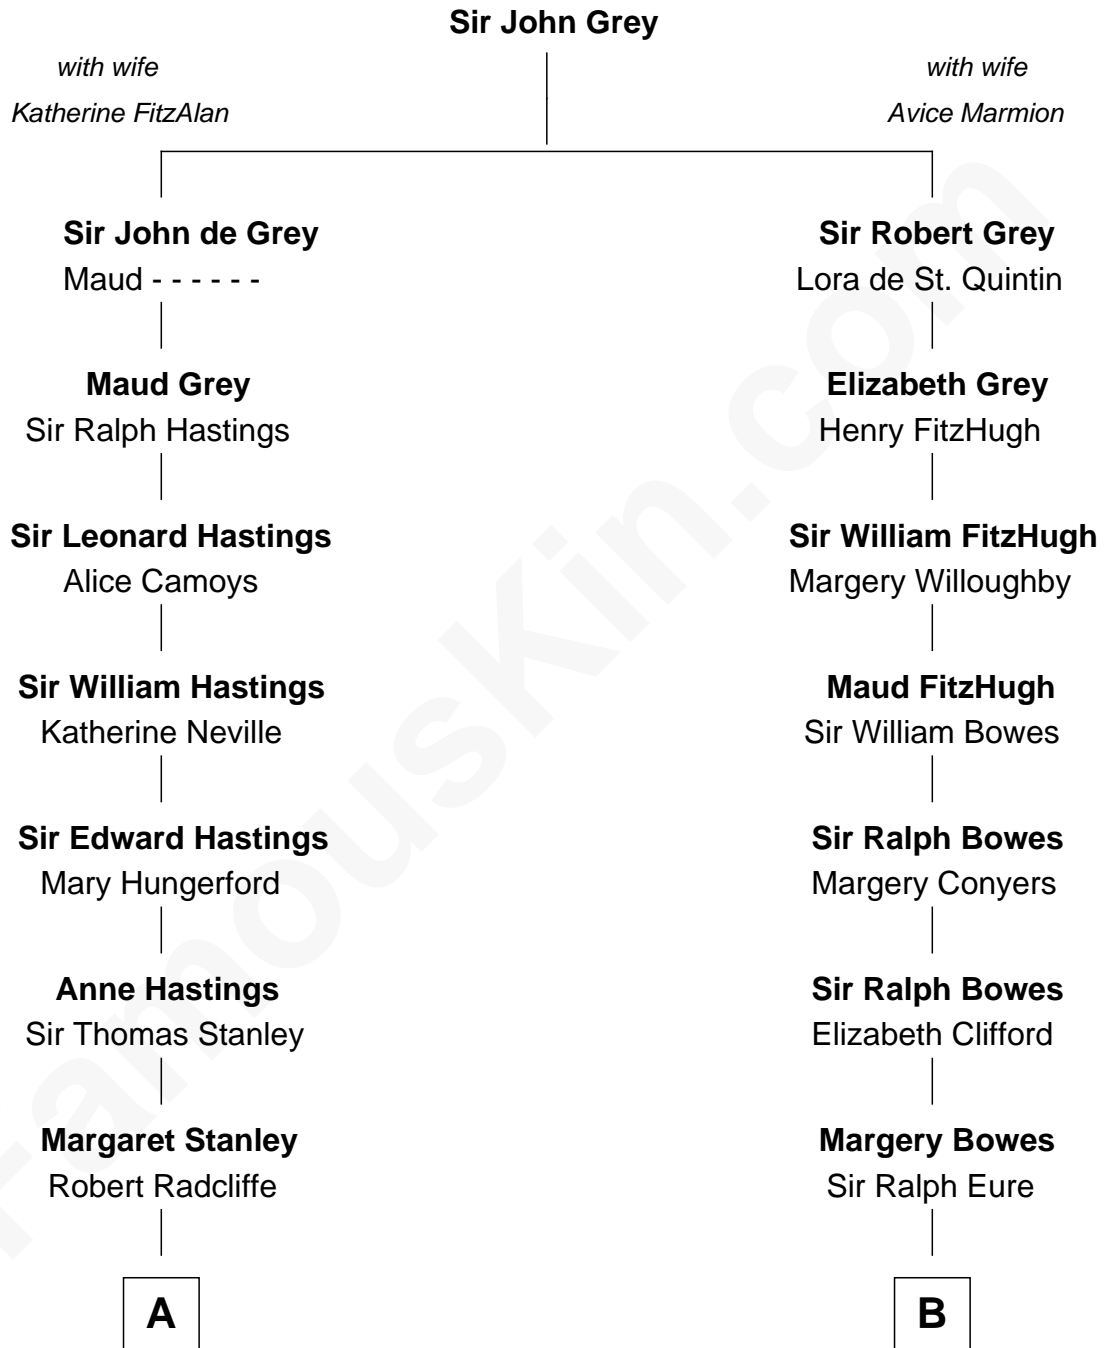 Sir John Grey
with wife
Katherine FitzAlan
with wife
Avice Marmion
Sir John de Grey
Maud - - - - - -
Sir Robert Grey
Lora de St. Quintin
Maud Grey
Sir Ralph Hastings
Elizabeth Grey
Henry FitzHugh
Sir Leonard Hastings
Alice Camoys
Sir William FitzHugh
Margery Willoughby
Sir William Hastings
Katherine Neville
Maud FitzHugh
Sir William Bowes
Sir Edward Hastings
Mary Hungerford
Sir Ralph Bowes
Margery Conyers
Anne Hastings
Sir Thomas Stanley
Sir Ralph Bowes
Elizabeth Clifford
Margaret Stanley
Robert Radcliffe
Margery Bowes
Sir Ralph Eure
A
B
FamousKin.com